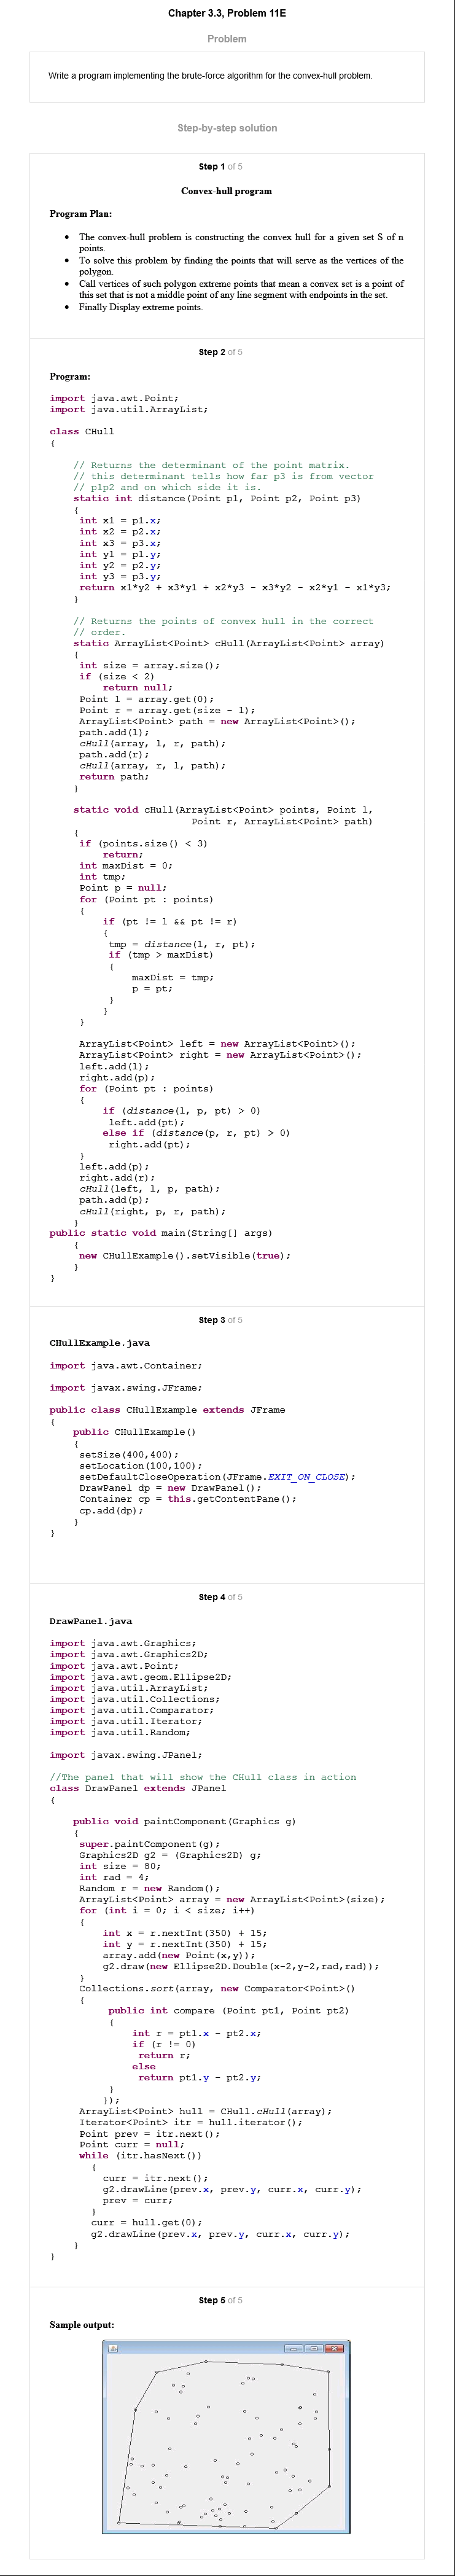 Chapter 3.3, Problem 11E
Problem
Write a program implementing the brute-force algorithm for the convex-hull problem.
Step-by-step solution
Step 1 of 5
Convex-hull program
Program Plan:
• The convex-hull problem is constructing the convex hull for a given set S of n
points.
• To solve this problem by finding the points that will serve as the vertices of the
polygon.
• Call vertices of such polygon extreme points that mean a convex set is a point of
this set that is not a middle point of any line segment with endpoints in the set.
• Finally Display extreme points.
Step 2 of 5
Program:
import java.awt.Point;
import java.util.ArrayList;
class CHull
{
// Returns the determinant of the point matrix.
// this determinant tells how far p3 is from vector
// p1p2 and on which side it is.
static int distance(Point p1, Point p2, Point p3)
{
int x1 = p1.x;
int x2 = p2.x;
int x3 = p3.x;
int y1 = p1.y;
int y2 = p2.y;
int y3 = p3.y;
return x1*y2 + x3*y1 + x2*y3 - x3*y2 - x2*y1 - x1*y3;
}
// Returns the points of convex hull in the correct
// order.
static ArrayList<Point> cHull(ArrayList<Point> array)
{
int size = array.size();
if (size < 2)
return null;
Point l = array.get(0);
Point r = array.get(size - 1);
ArrayList<Point> path = new ArrayList<Point>();
path.add(l);
cHull(array, l, r, path);
path.add(r);
cHull(array, r, l, path);
return path;
}
static void cHull(ArrayList<Point> points, Point l,
Point r, ArrayList<Point> path)
{
if (points.size() < 3)
return;
int maxDist = 0;
int tmp;
Point p = null;
for (Point pt : points)
{
if (pt != l && pt != r)
{
tmp = distance(l, r, pt);
if (tmp > maxDist)
{
maxDist = tmp;
p = pt;
}
}
}
ArrayList<Point> left = new ArrayList<Point>();
ArrayList<Point> right = new ArrayList<Point>();
left.add(l);
right.add(p);
for (Point pt : points)
{
if (distance(l, p, pt) > 0)
left.add(pt);
else if (distance(p, r, pt) > 0)
right.add(pt);
}
left.add(p);
right.add(r);
cHull(left, l, p, path);
path.add(p);
cHull(right, p, r, path);
}
public static void main(String[] args)
{
new CHullExample().setVisible(true);
}
}
Step 3 of 5
CHullExample.java
import java.awt.Container;
import javax.swing.JFrame;
public class CHullExample extends JFrame
{
public CHullExample()
{
setSize(400,400);
setLocation(100,100);
setDefaultCloseOperation(JFrame.EXIT_ON_CLOSE);
DrawPanel dp = new DrawPanel();
Container cp = this.getContentPane();
cp.add(dp);
}
}
Step 4 of 5
DrawPanel.java
import java.awt.Graphics;
import java.awt.Graphics2D;
import java.awt.Point;
import java.awt.geom.Ellipse2D;
import java.util.ArrayList;
import java.util.Collections;
import java.util.Comparator;
import java.util.Iterator;
import java.util.Random;
import javax.swing.JPanel;
//The panel that will show the CHull class in action
class DrawPanel extends JPanel
{
public void paintComponent(Graphics g)
{
super.paintComponent(g);
Graphics2D g2 = (Graphics2D) g;
int size = 80;
int rad = 4;
Random r = new Random();
ArrayList<Point> array = new ArrayList<Point>(size);
for (int i = 0; i < size; i++)
{
int x = r.nextInt(350) + 15;
int y = r.nextInt(350) + 15;
array.add(new Point(x,y));
g2.draw(new Ellipse2D.Double(x-2,y-2,rad,rad));
}
Collections.sort(array, new Comparator<Point>()
{
public int compare (Point pt1, Point pt2)
{
int r = pt1.x - pt2.x;
if (r != 0)
return r;
else
return pt1.y - pt2.y;
}
});
ArrayList<Point> hull = CHull.cHull(array);
Iterator<Point> itr = hull.iterator();
Point prev = itr.next();
Point curr = null;
while (itr.hasNext())
{
curr = itr.next();
g2.drawLine(prev.x, prev.y, curr.x, curr.y);
prev = curr;
}
curr = hull.get(0);
g2.drawLine(prev.x, prev.y, curr.x, curr.y);
}
}
Step 5 of 5
Sample output: